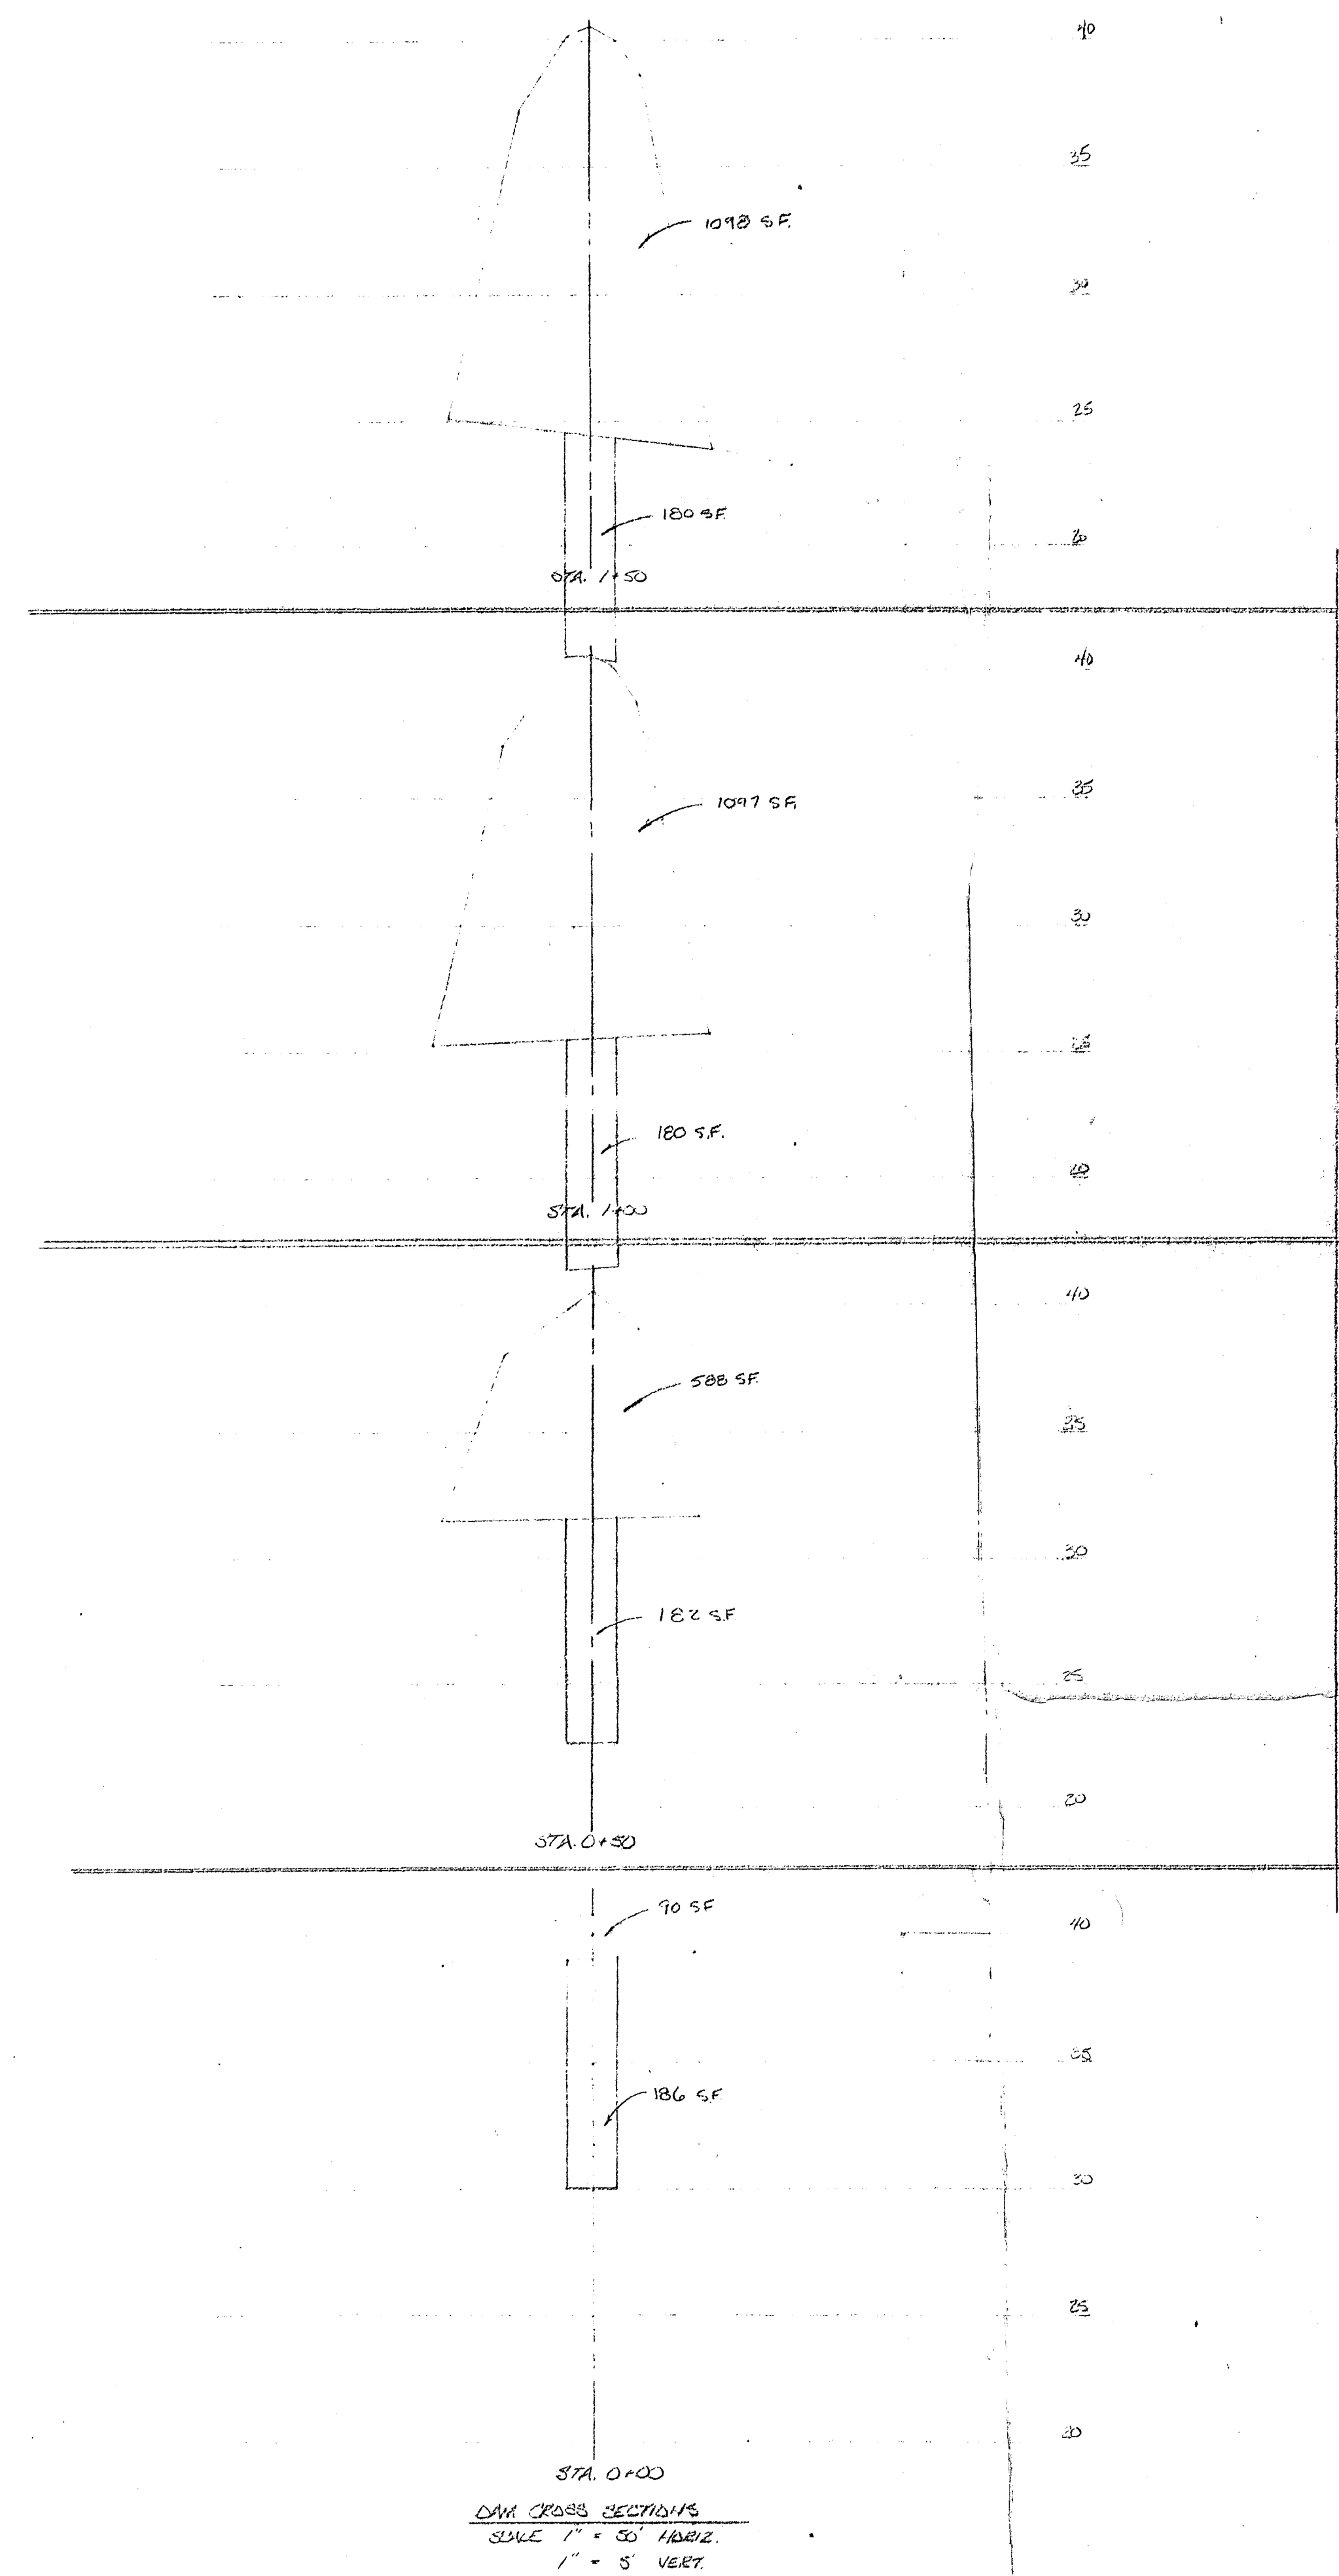 40
35
1098 S.F.
30
25
180 S.F.
20
STA. 1+50
40
35
1097 S.F.
30
25
180 S.F.
20
STA. 1+00
40
588 S.F.
35
30
182 S.F.
25
20
STA. 0+50
90 S.F.
40
35
186 S.F.
30
25
20
STA. 0+00
DAM CROSS SECTIONS
SCALE 1" = 50' HORIZ.
1" = 5' VERT.